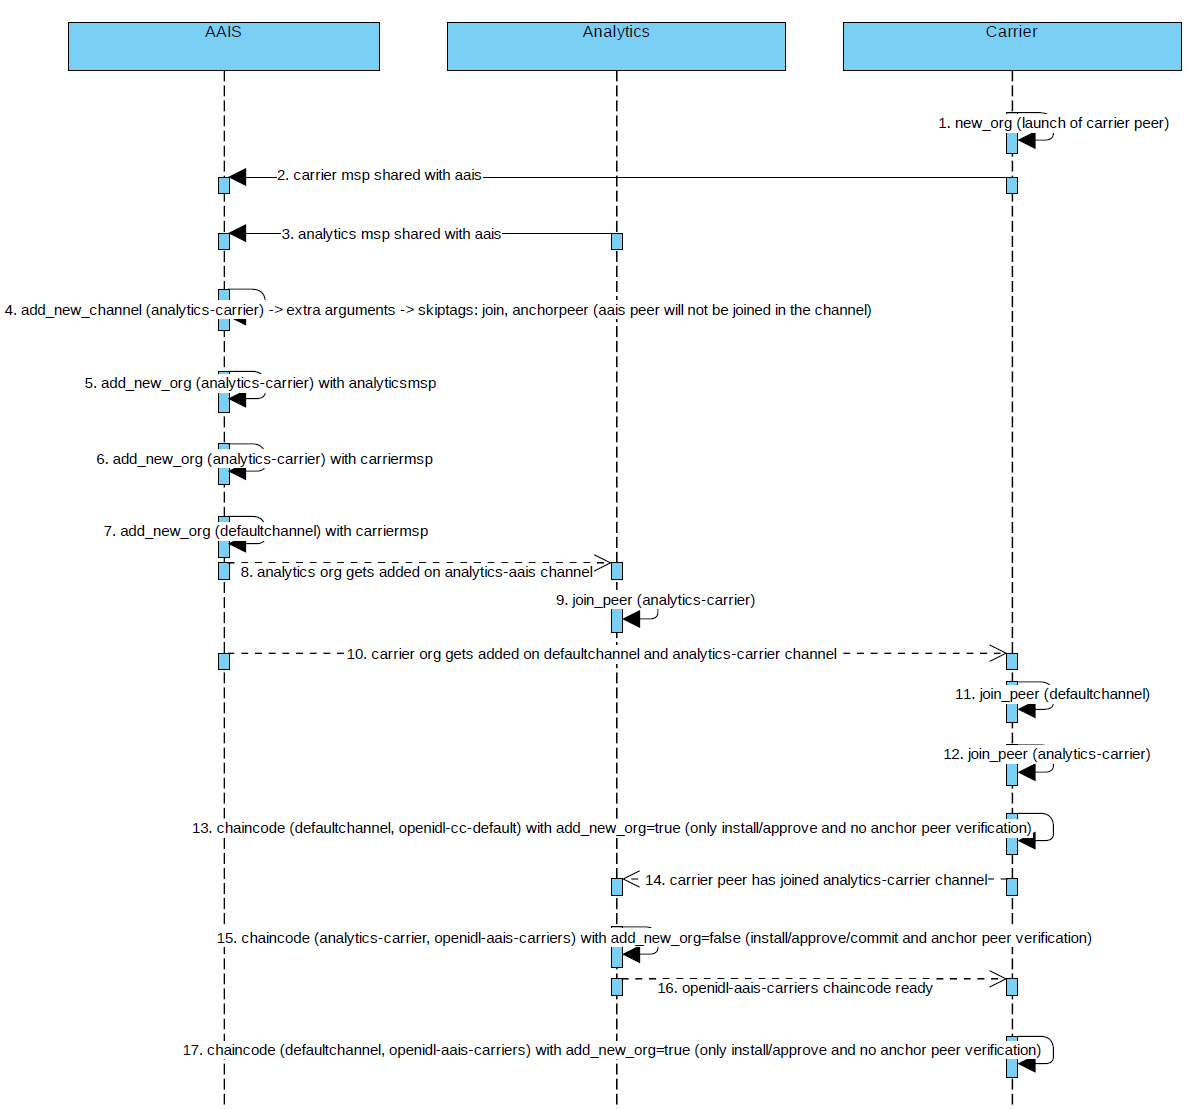 AAIS
Analytics
Carrier
1. new_org (launch of carrier peer)
2. carrier msp shared with aais
3. analytics msp shared with aais
4. add_new_channel (analytics-carrier) -> extra arguments -> skiptags: join, anchorpeer (aais peer will not be joined in the channel)
5. add_new_org (analytics-carrier) with analyticsmsp
6. add_new_org (analytics-carrier) with carriermsp
7. add_new_org (defaultchannel) with carriermsp
8. analytics org gets added on analytics-aais channel
9. join_peer (analytics-carrier)
10. carrier org gets added on defaultchannel and analytics-carrier channel
11. join_peer (defaultchannel)
12. join_peer (analytics-carrier)
13. chaincode (defaultchannel, openidl-cc-default) with add_new_org=true (only install/approve and no anchor peer verification)
14. carrier peer has joined analytics-carrier channel
15. chaincode (analytics-carrier, openidl-aais-carriers) with add_new_org=false (install/approve/commit and anchor peer verification)
16. openidl-aais-carriers chaincode ready
17. chaincode (defaultchannel, openidl-aais-carriers) with add_new_org=true (only install/approve and no anchor peer verification)